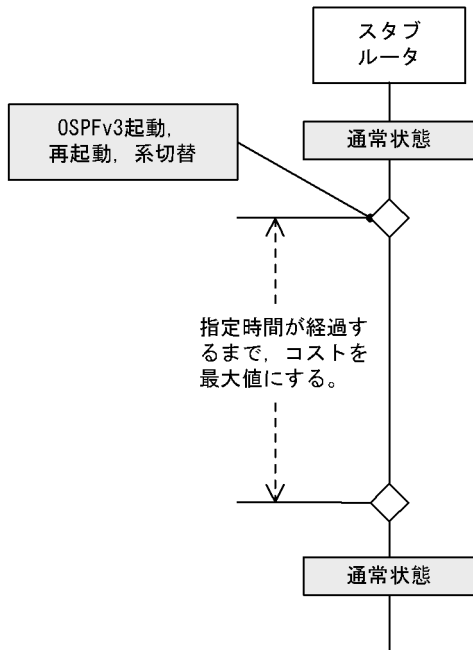 スタブ
ルータ
OSPFv3起動,
再起動, 系切替
通常状態
指定時間が経過す
るまで, コストを
最大値にする。
通常状態